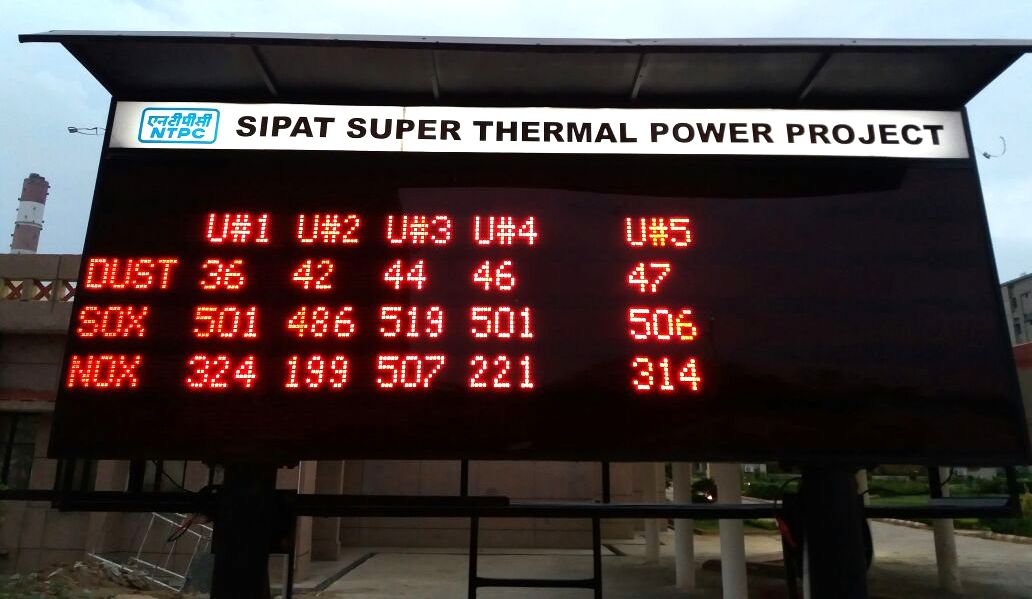 एनटीपीसी
NTPC
SIPAT SUPER THERMAL POWER PROJECT
U#1 U#2 U#3 U#4 U#5
DUST 36 42 44 46 47
SOX 501 486 519 501 506
NOX 324 199 507 221 314